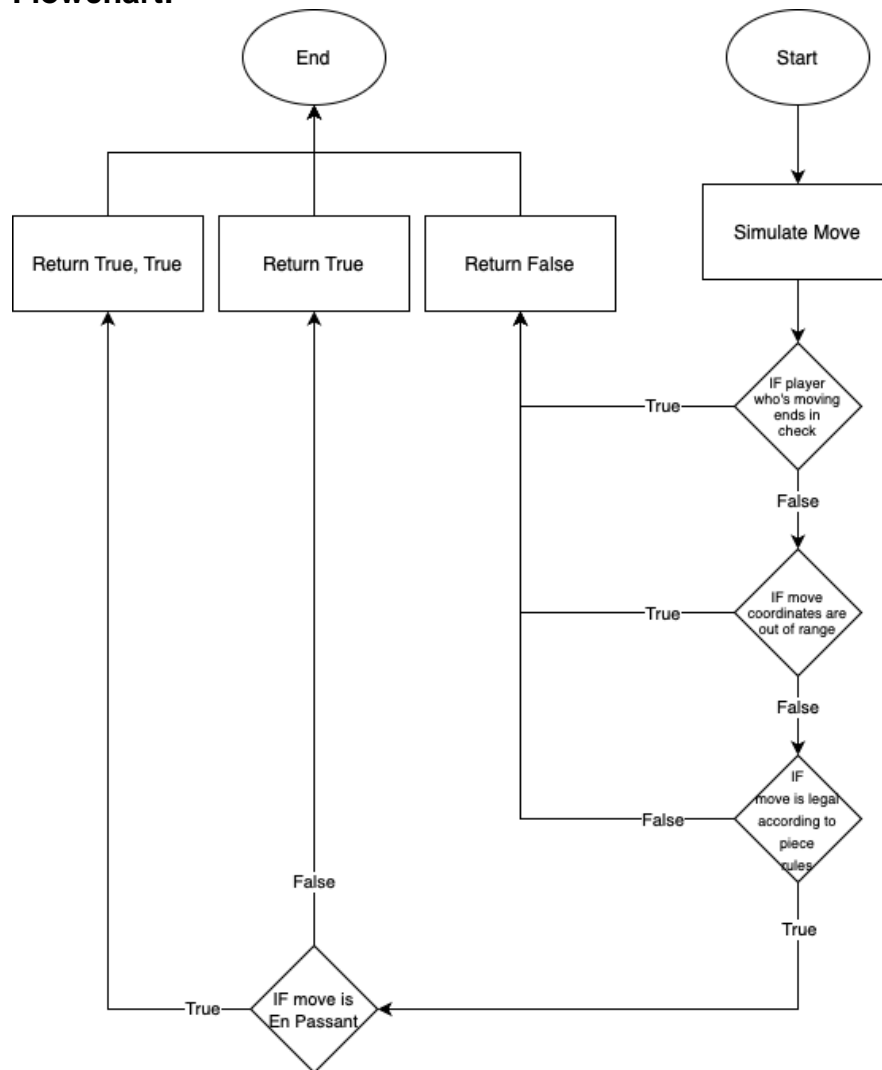 Flowchart:
End
Start
Return True, True
Return True
Return False
Simulate Move
IF player
who's moving
ends in
check
True
False
IF move
coordinates are
out of range
True
False
IF
move is legal
according to
piece
rules
False
True
False
IF move is
En Passant
True